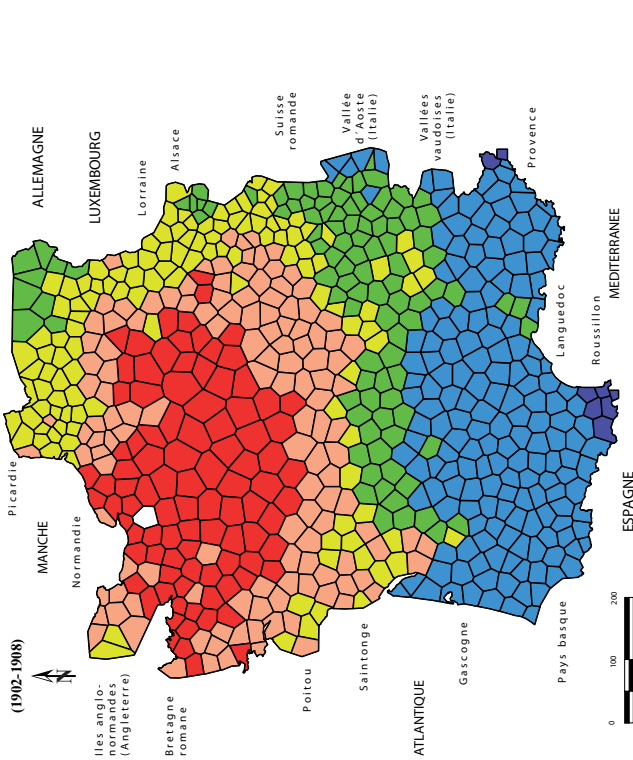 (1902-1908)
N
ALLEMAGNE
LUXEMBOURG
Lorraine
Alsace
Suisse
romande
Vallée
d'Aoste
(Italie)
Vallées
vaudoises
(Italie)
Provence
MEDITERRANEE
Languedoc
Roussillon
ESPAGNE
Picardie
MANCHE
Normandie
Iles anglo-
normandes
(Angleterre)
Bretagne
romane
Poitou
Saintonge
ATLANTIQUE
Gascogne
Pays basque
0 100 200